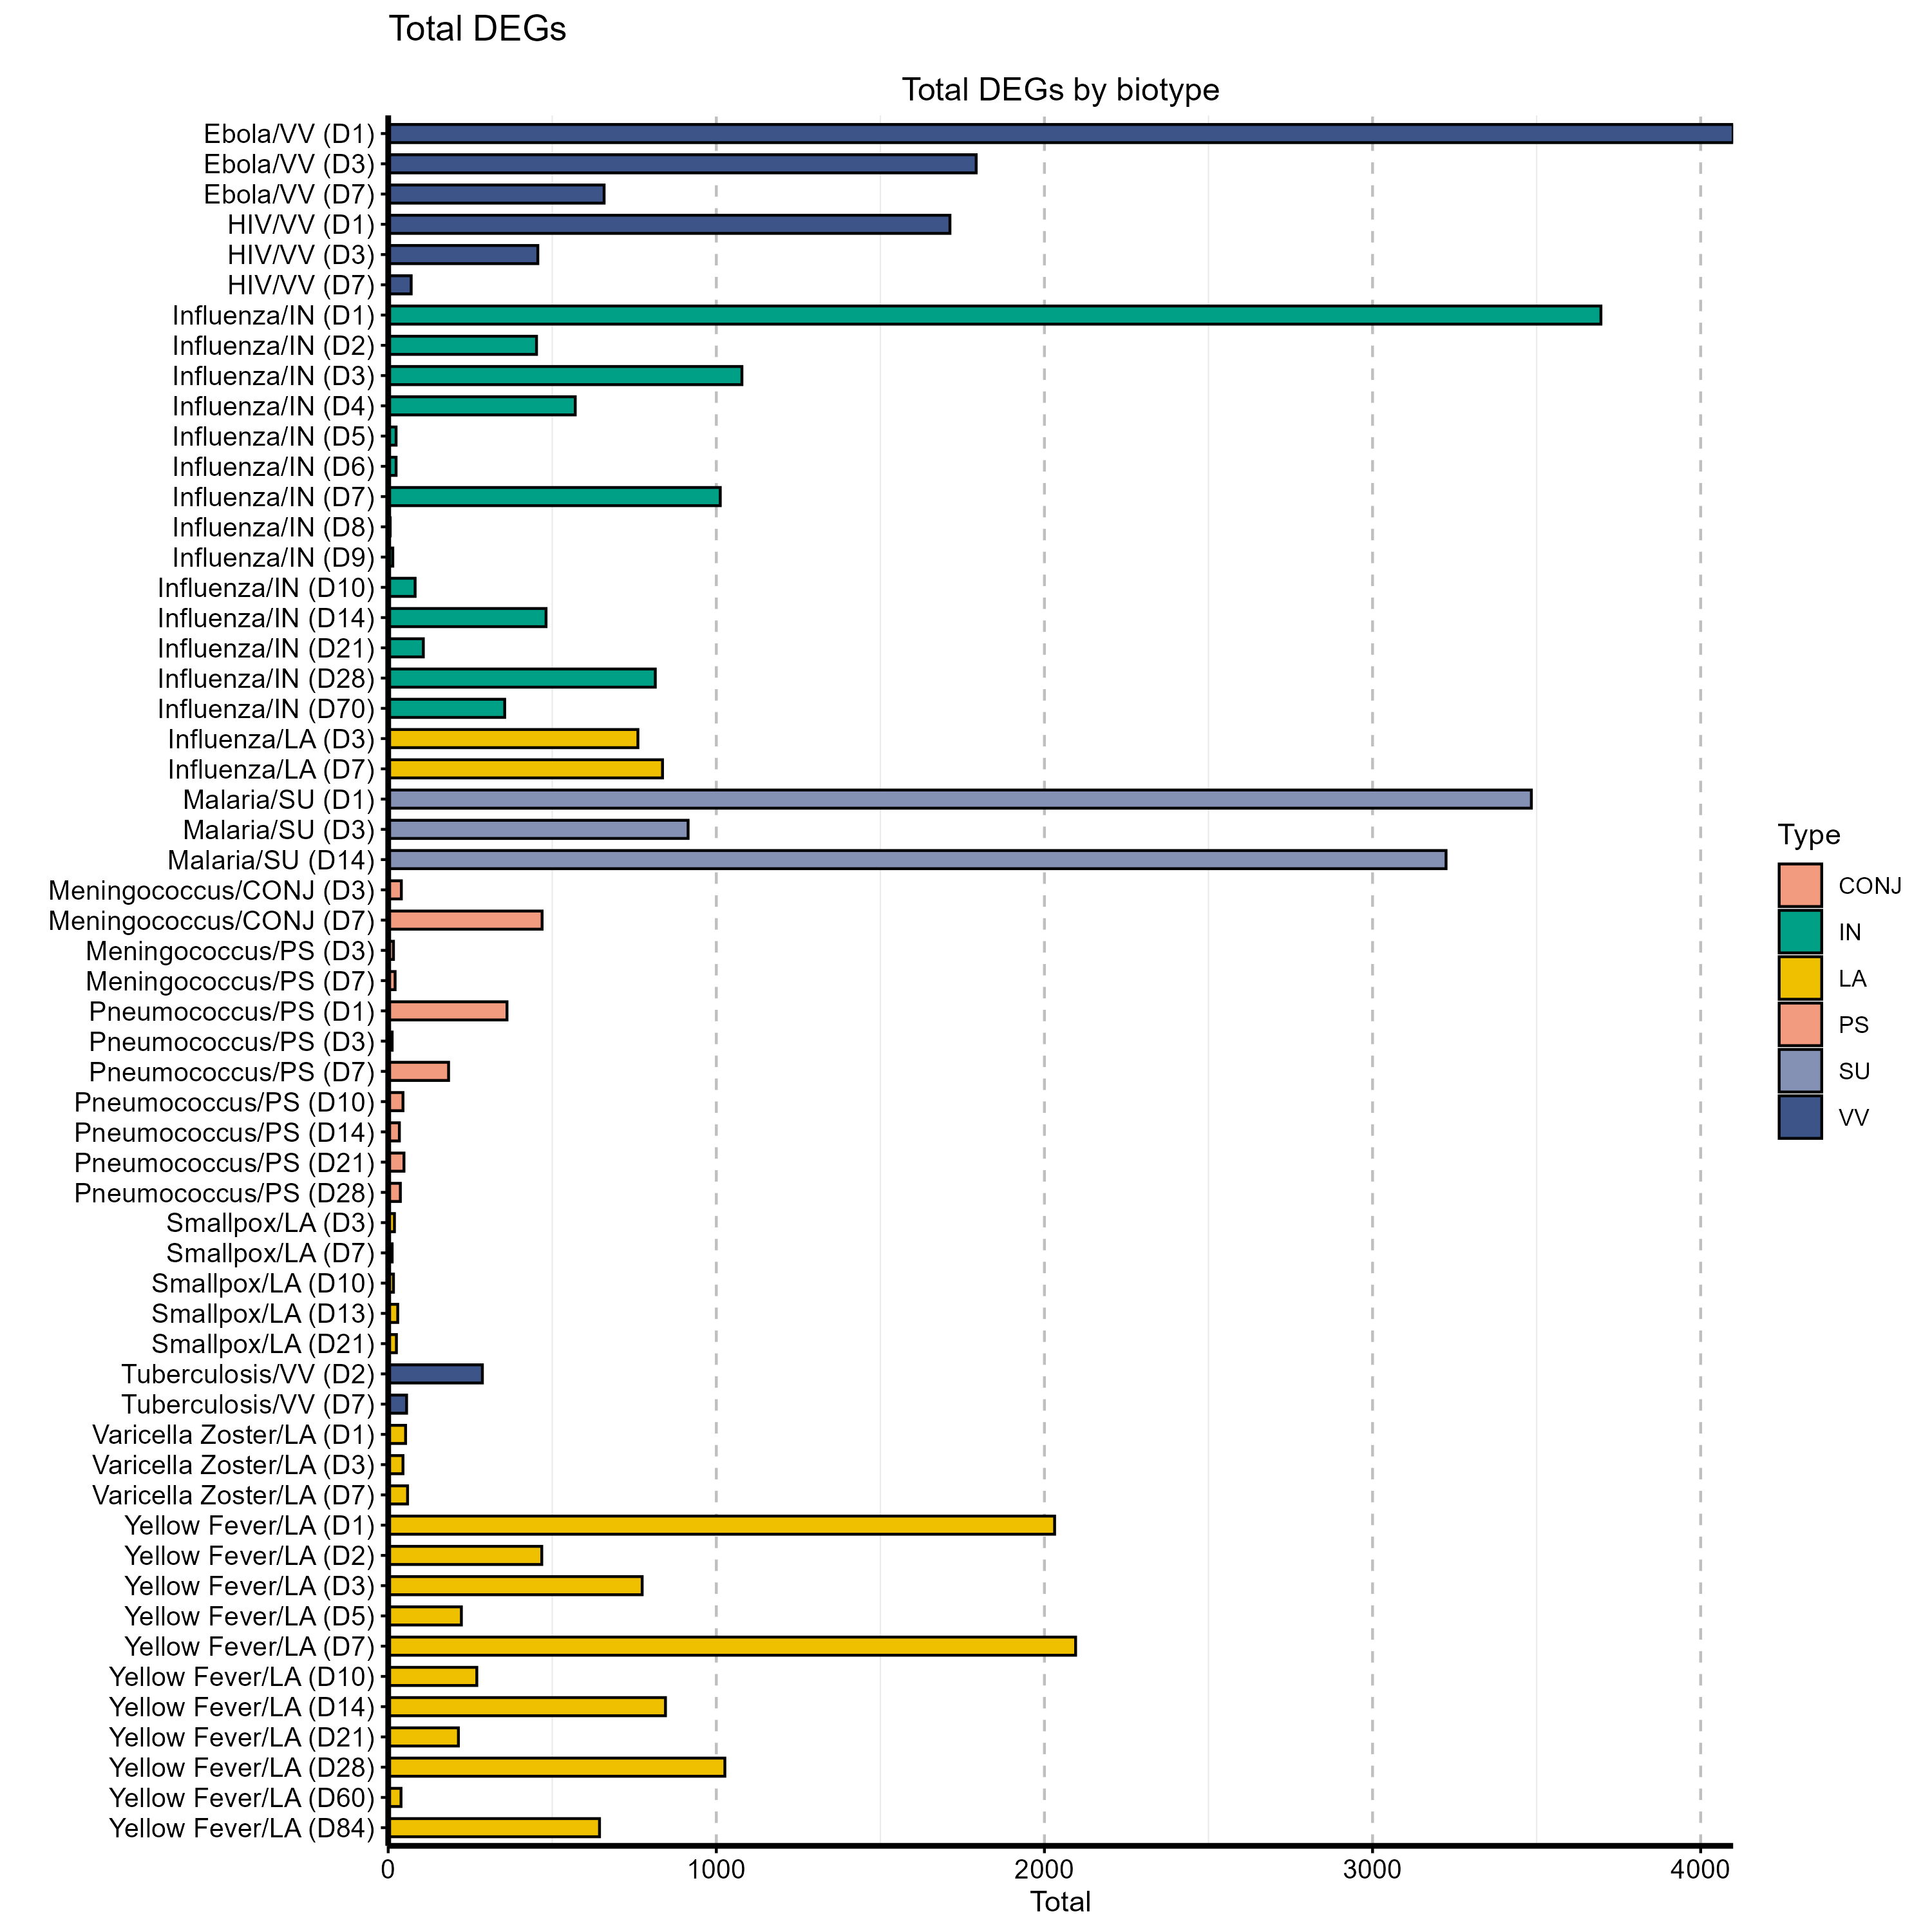 Total DEGs
Total DEGs by biotype
Ebola/VV (D1)
Ebola/VV (D3)
Ebola/VV (D7)
HIV/VV (D1)
HIV/VV (D3)
HIV/VV (D7)
Influenza/IN (D1)
Influenza/IN (D2)
Influenza/IN (D3)
Influenza/IN (D4)
Influenza/IN (D5)
Influenza/IN (D6)
Influenza/IN (D7)
Influenza/IN (D8)
Influenza/IN (D9)
Influenza/IN (D10)
Influenza/IN (D14)
Influenza/IN (D21)
Influenza/IN (D28)
Influenza/IN (D70)
Influenza/LA (D3)
Influenza/LA (D7)
Malaria/SU (D1)
Malaria/SU (D3)
Malaria/SU (D14)
Meningococcus/CONJ (D3)
Meningococcus/CONJ (D7)
Meningococcus/PS (D3)
Meningococcus/PS (D7)
Pneumococcus/PS (D1)
Pneumococcus/PS (D3)
Pneumococcus/PS (D7)
Pneumococcus/PS (D10)
Pneumococcus/PS (D14)
Pneumococcus/PS (D21)
Pneumococcus/PS (D28)
Smallpox/LA (D3)
Smallpox/LA (D7)
Smallpox/LA (D10)
Smallpox/LA (D13)
Smallpox/LA (D21)
Tuberculosis/VV (D2)
Tuberculosis/VV (D7)
Varicella Zoster/LA (D1)
Varicella Zoster/LA (D3)
Varicella Zoster/LA (D7)
Yellow Fever/LA (D1)
Yellow Fever/LA (D2)
Yellow Fever/LA (D3)
Yellow Fever/LA (D5)
Yellow Fever/LA (D7)
Yellow Fever/LA (D10)
Yellow Fever/LA (D14)
Yellow Fever/LA (D21)
Yellow Fever/LA (D28)
Yellow Fever/LA (D60)
Yellow Fever/LA (D84)
0 1000 2000 3000 4000
Total
Type
CONJ
IN
LA
PS
SU
VV